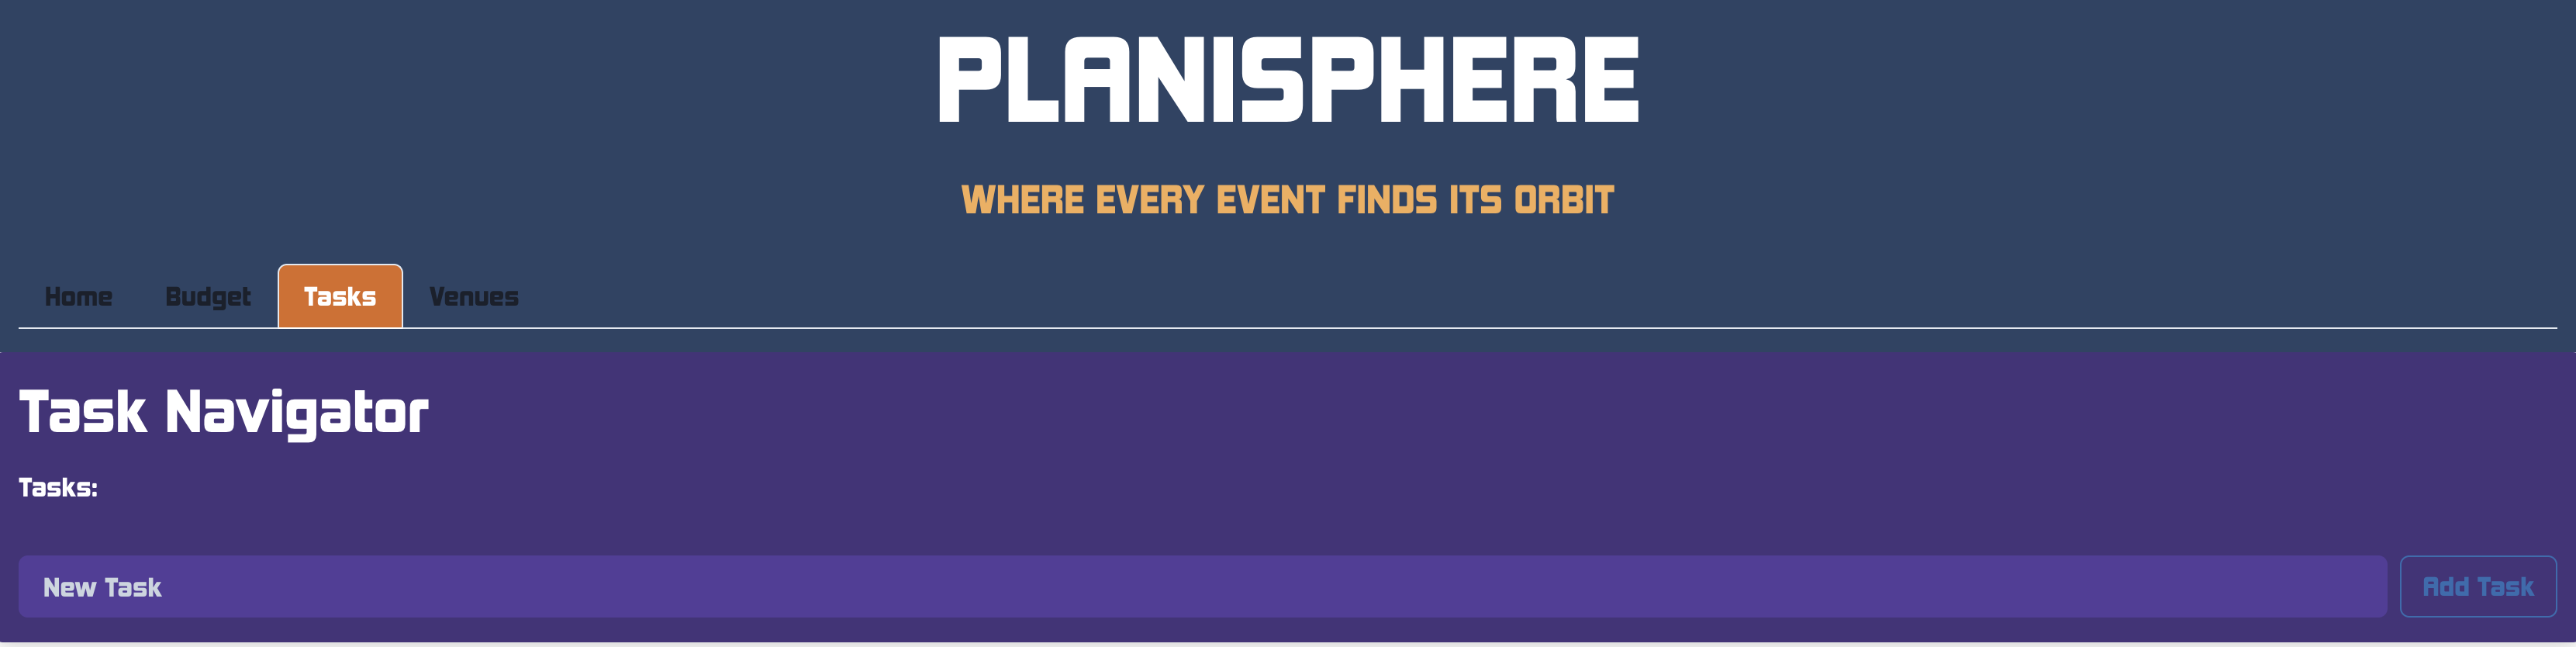 PLANISPHERE
WHERE EVERY EVENT FINDS ITS ORBIT
Home Budget Tasks Venues
Task Navigator
Tasks:
New Task Add Task